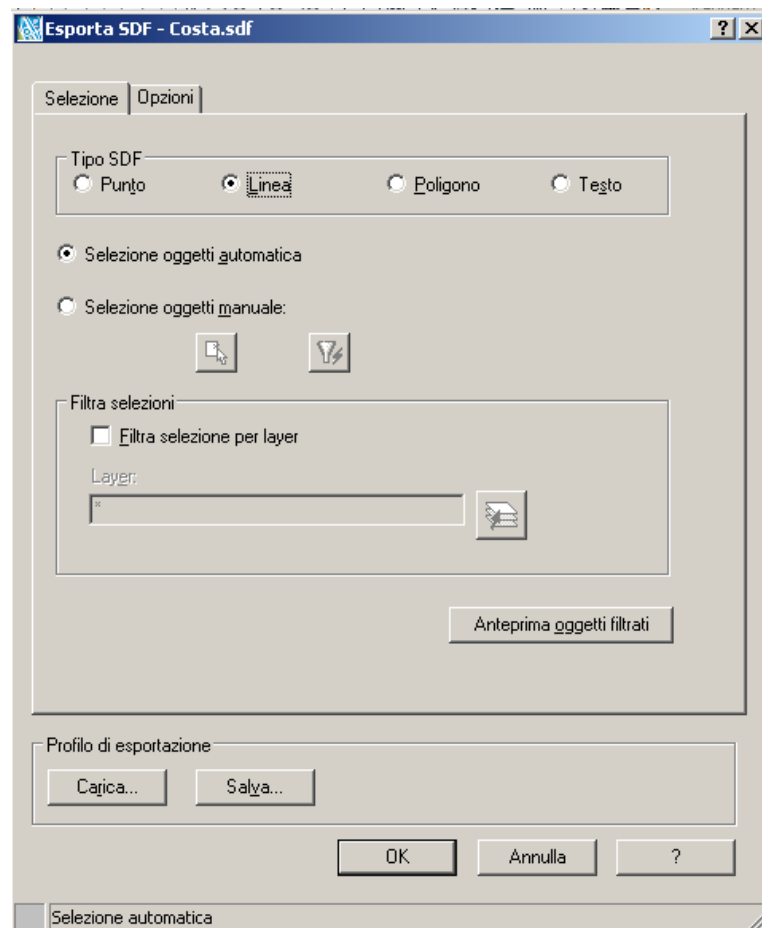 Esporta SDF - Costa.sdf
Selezione Opzioni
Tipo SDF
Punto Linea Poligono Testo
Selezione oggetti automatica
Selezione oggetti manuale:
Filtra selezioni
Filtra selezione per layer
Layer:
*
Anteprima oggetti filtrati
Profilo di esportazione
Carica... Salva...
OK Annulla ?
Selezione automatica